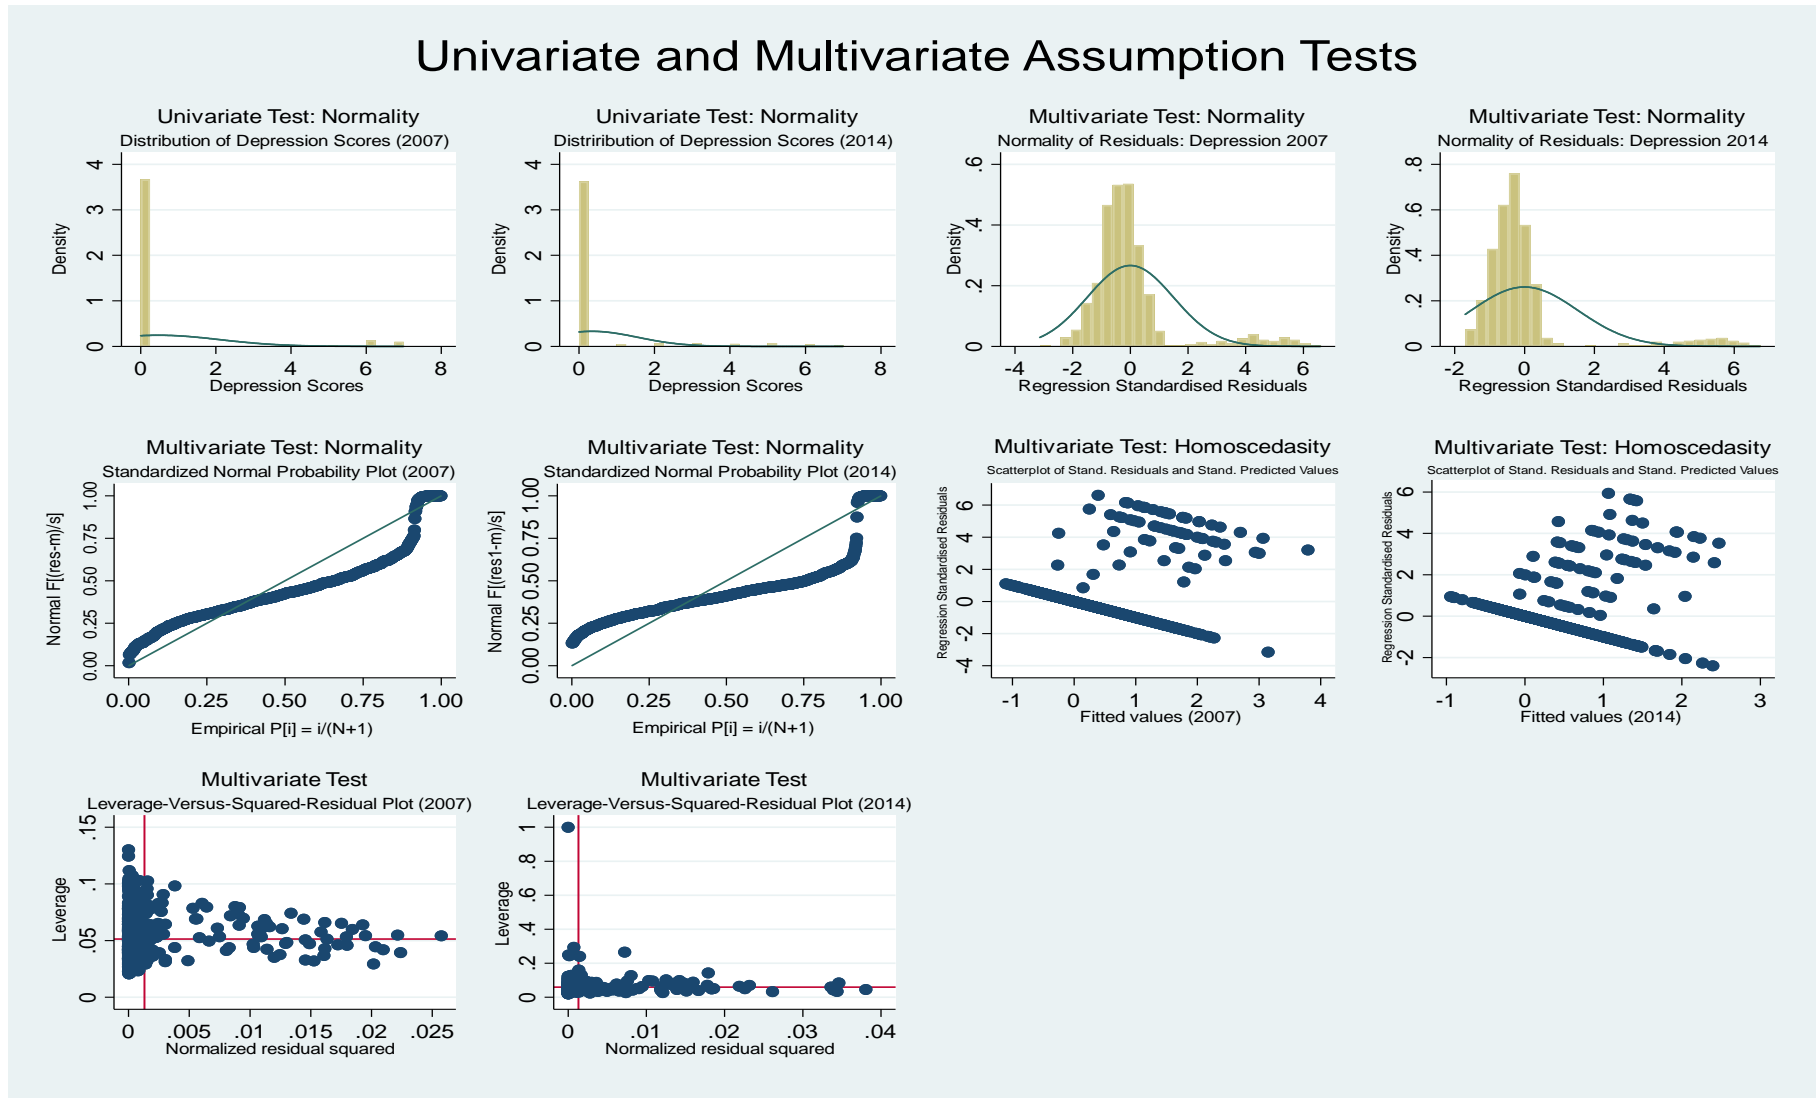 Univariate and Multivariate Assumption Tests
Univariate Test: Normality
Distribution of Depression Scores (2007)
Density
0 1 2 3 4
0 2 4 6 8
Depression Scores
Univariate Test: Normality
Distriribution of Depression Scores (2014)
Density
0 1 2 3 4
0 2 4 6 8
Depression Scores
Multivariate Test: Normality
Normality of Residuals: Depression 2007
Density
0 .2 .4 .6
-4 -2 0 2 4 6
Regression Standardised Residuals
Multivariate Test: Normality
Normality of Residuals: Depression 2014
Density
0 .2 .4 .6 .8
-2 0 2 4 6
Regression Standardised Residuals
Multivariate Test: Normality
Standardized Normal Probability Plot (2007)
Normal F[(res-m)/s]
0.00 0.25 0.50 0.75 1.00
0.00 0.25 0.50 0.75 1.00
Empirical P[i] = i/(N+1)
Multivariate Test: Normality
Standardized Normal Probability Plot (2014)
Normal F[(res1-m)/s]
0.00 0.25 0.50 0.75 1.00
0.00 0.25 0.50 0.75 1.00
Empirical P[i] = i/(N+1)
Multivariate Test: Homoscedasity
Scatterplot of Stand. Residuals and Stand. Predicted Values
Regression Standardised Residuals
-4 -2 0 2 4 6
-1 0 1 2 3 4
Fitted values (2007)
Multivariate Test: Homoscedasity
Scatterplot of Stand. Residuals and Stand. Predicted Values
Regression Standardised Residuals
-2 0 2 4 6
-1 0 1 2 3
Fitted values (2014)
Multivariate Test
Leverage-Versus-Squared-Residual Plot (2007)
Leverage
0 .05 .1 .15
0 .005 .01 .015 .02 .025
Normalized residual squared
Multivariate Test
Leverage-Versus-Squared-Residual Plot (2014)
Leverage
0 .2 .4 .6 .8 1
0 .01 .02 .03 .04
Normalized residual squared